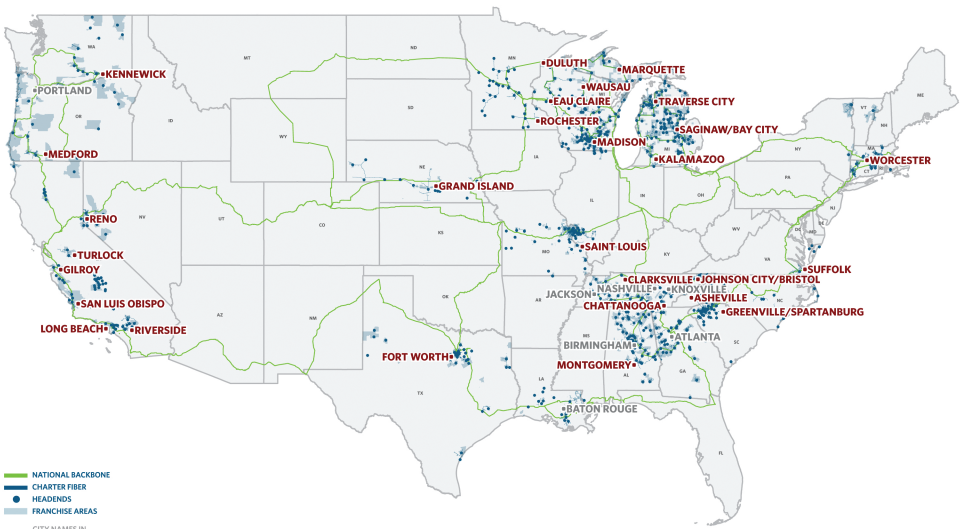 WA
MT
ND
MN
ME
DULUTH
MARQUETTE
KENNEWICK
WAUSAU
PORTLAND
EAU CLAIRE
WI
TRAVERSE CITY
VT
SD
OR
ID
ROCHESTER
SAGINAW/BAY CITY
NH
WY
MADISON
MI
NY
MA
MEDFORD
IA
KALAMAZOO
WORCESTER
CT
NE
PA
GRAND ISLAND
IN
OH
IL
NJ
RENO
NV
UT
CO
KS
MD
DE
WV
MO
SAINT LOUIS
KY
VA
TURLOCK
GILROY
SUFFOLK
CLARKSVILLE
JOHNSON CITY/BRISTOL
NASHVILLE
KNOXVILLE
JACKSON
ASHEVILLE
NC
SAN LUIS OBISPO
OK
AR
CHATTANOOGA
GREENVILLE/SPARTANBURG
AZ
NM
LONG BEACH
RIVERSIDE
MS
ATLANTA
SC
BIRMINGHAM
FORT WORTH
MONTGOMERY
AL
GA
TX
LA
BATON ROUGE
FL
NATIONAL BACKBONE
CHARTER FIBER
HEADENDS
FRANCHISE AREAS
CITY NAMES IN